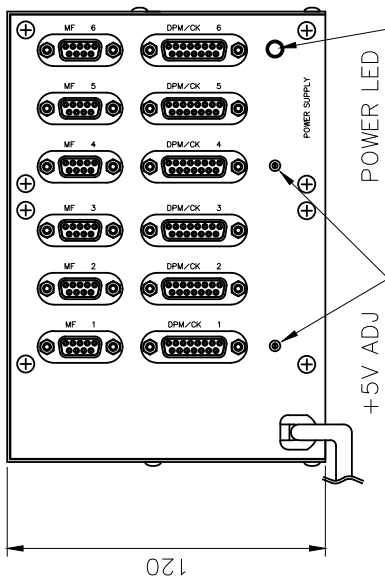 MF 6
DPM/CK 6
MF 5
DPM/CK 5
POWER SUPPLY
MF 4
DPM/CK 4
POWER LED
MF 3
DPM/CK 3
MF 2
DPM/CK 2
MF 1
DPM/CK 1
+5V ADJ
120